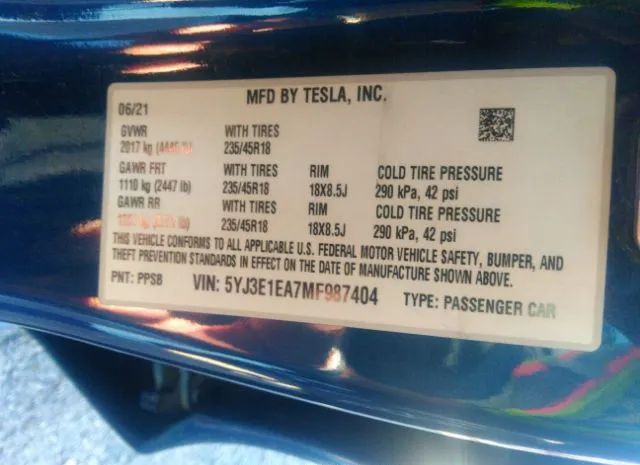 MFD BY TESLA, INC.
06/21
GVWR WITH TIRES
2017 kg 235/45R18
GAWR FRT WITH TIRES RIM COLD TIRE PRESSURE
1110 kg (2447 lb) 235/45R18 18X8.5J 290 kPa, 42 psi
GAWR RR WITH TIRES RIM COLD TIRE PRESSURE
235/45R18 18X8.5J 290 kPa, 42 psi
THIS VEHICLE CONFORMS TO ALL APPLICABLE U.S. FEDERAL MOTOR VEHICLE SAFETY, BUMPER, AND
THEFT PREVENTION STANDARDS IN EFFECT ON THE DATE OF MANUFACTURE SHOWN ABOVE.
PNT: PPSB VIN: 5YJ3E1EA7MF987404 TYPE: PASSENGER CAR